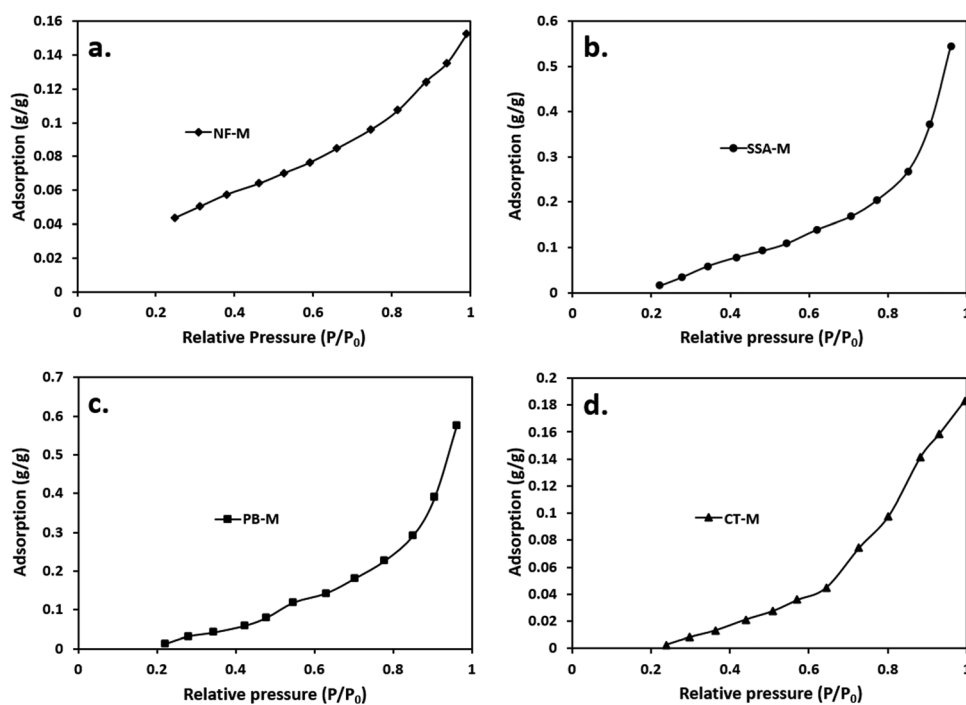 a.
Adsorption (g/g)
0.16
0.14
0.12
0.1
0.08
0.06
0.04
0.02
0
NF-M
0 0.2 0.4 0.6 0.8 1
Relative Pressure (P/P₀)
b.
Adsorption (g/g)
0.6
0.5
0.4
0.3
0.2
0.1
0
SSA-M
0 0.2 0.4 0.6 0.8 1
Relative pressure (P/P₀)
c.
Adsorption (g/g)
0.7
0.6
0.5
0.4
0.3
0.2
0.1
0
PB-M
0 0.2 0.4 0.6 0.8 1
Relative pressure (P/P₀)
d.
Adsorption (g/g)
0.2
0.18
0.16
0.14
0.12
0.1
0.08
0.06
0.04
0.02
0
CT-M
0 0.2 0.4 0.6 0.8 1
Relative pressure (P/P₀)